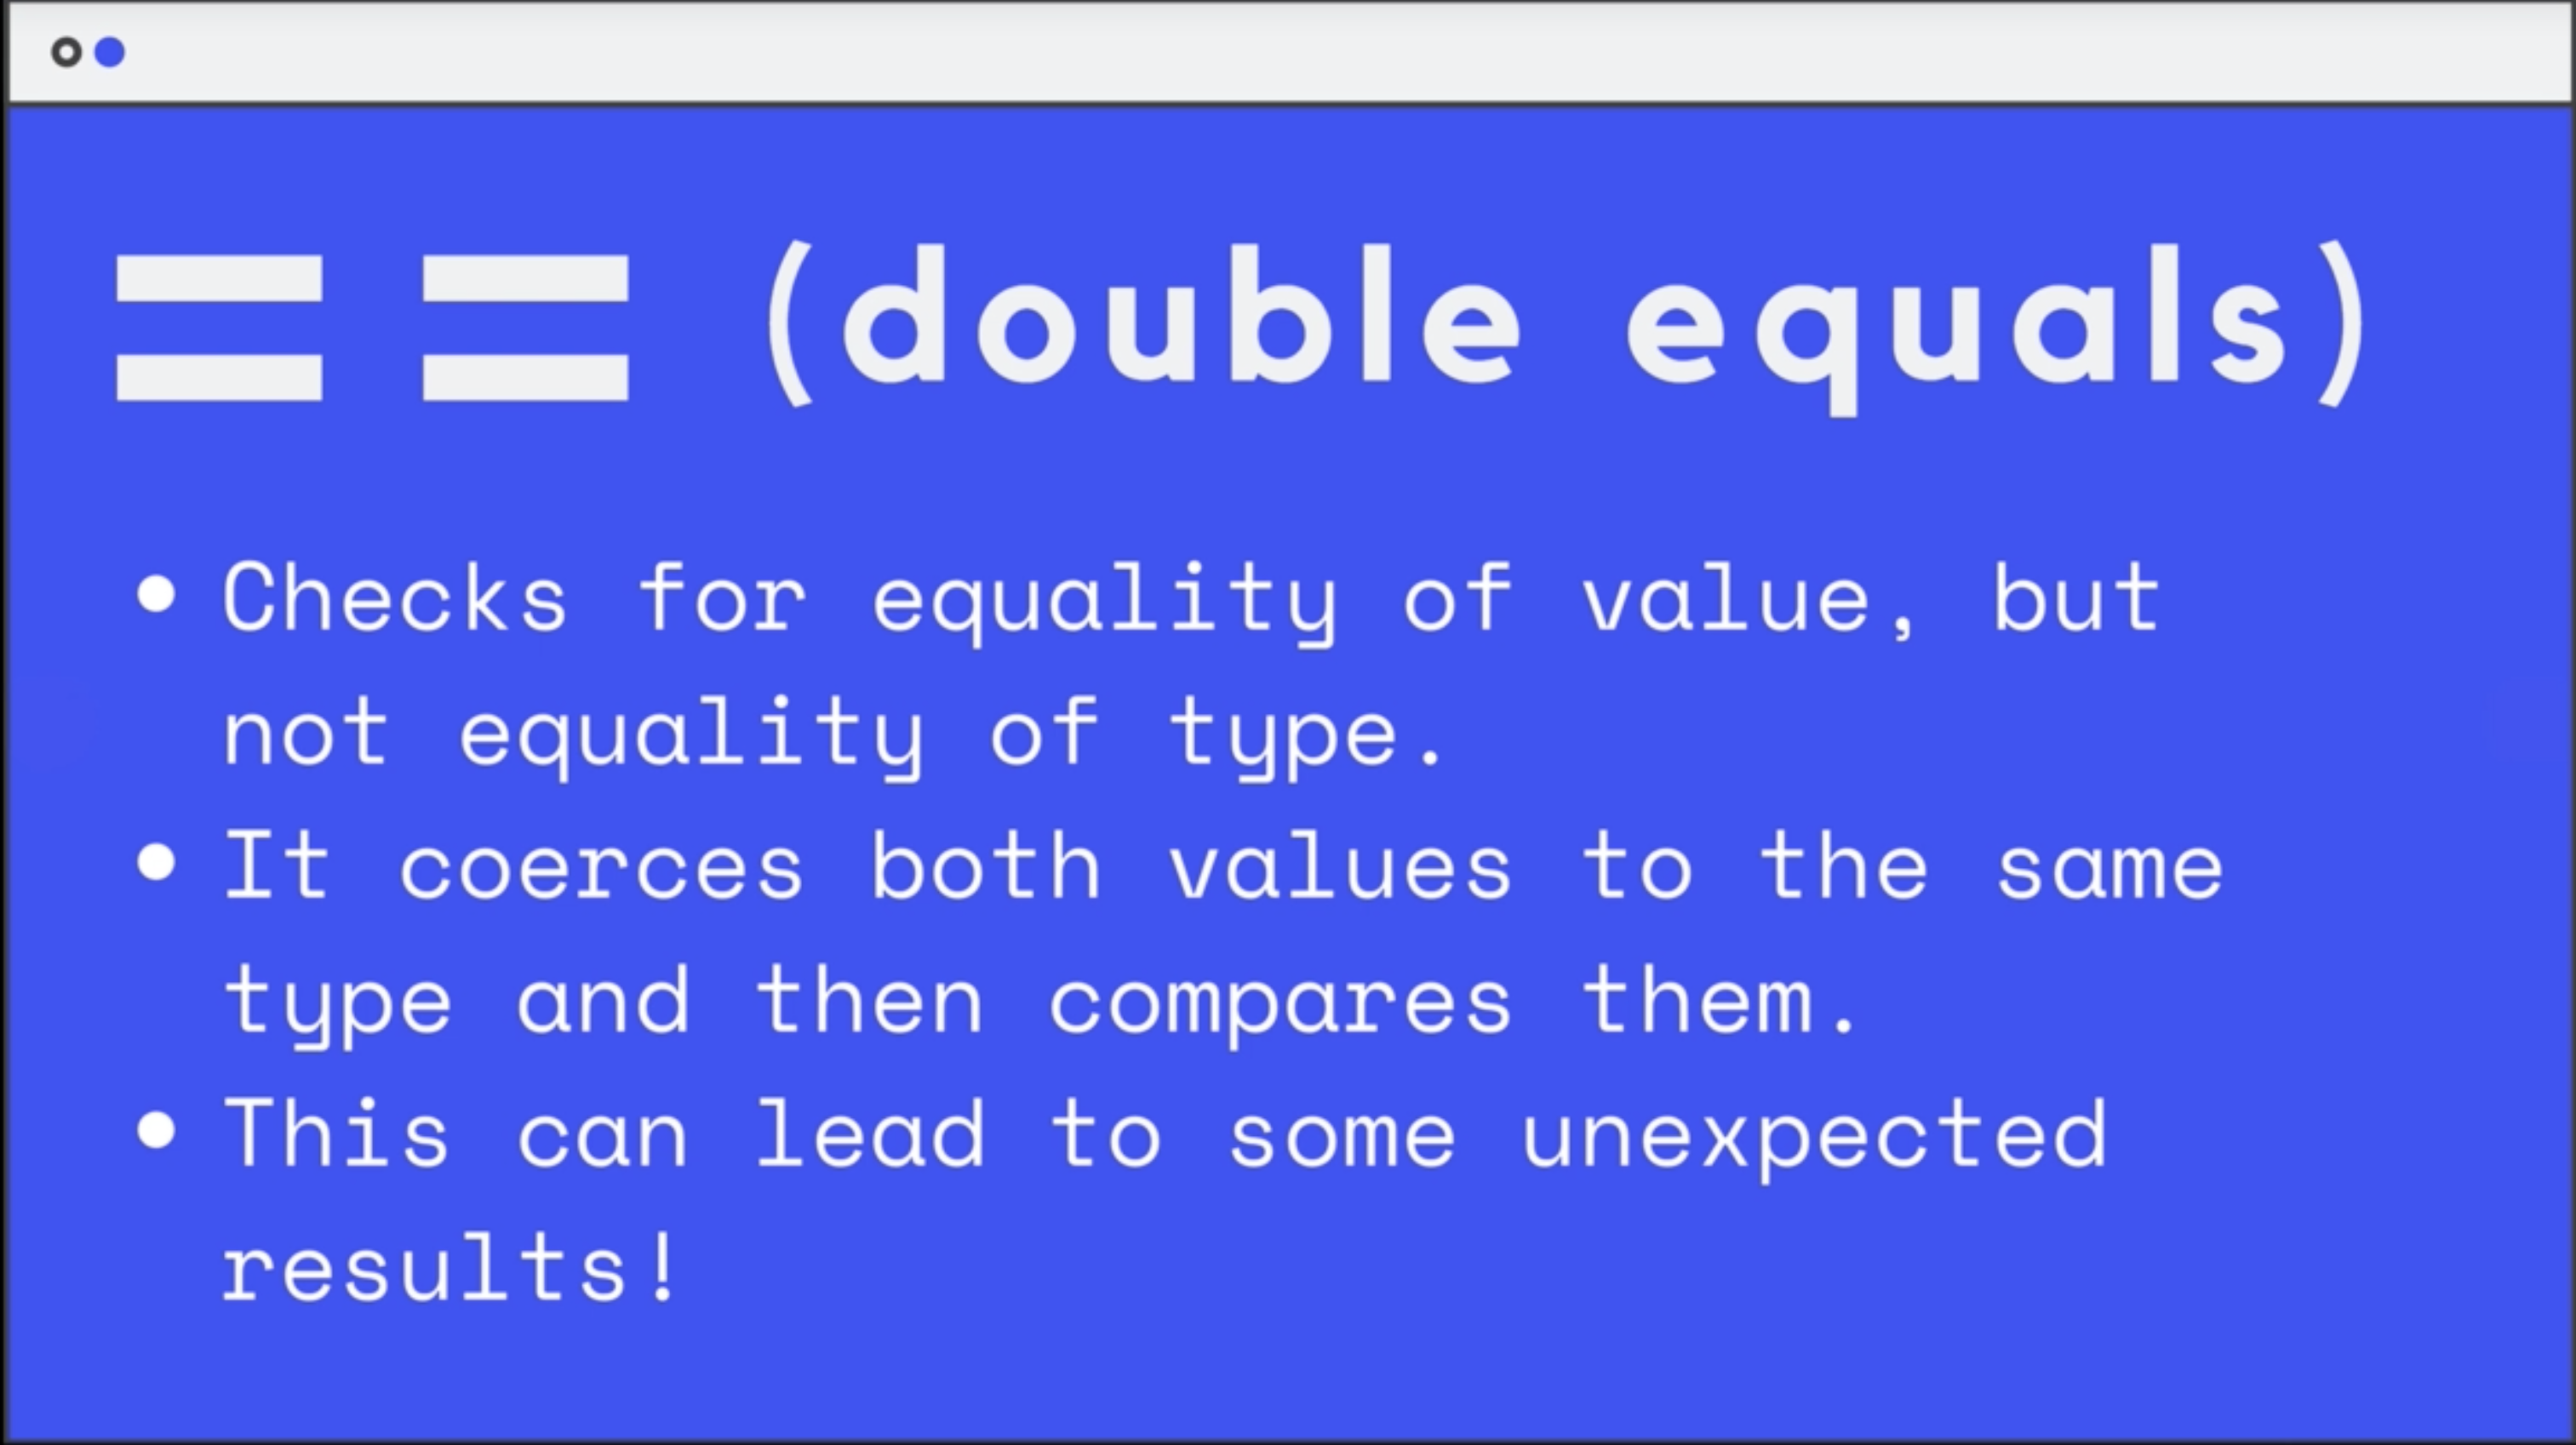 == (double equals)
• Checks for equality of value, but
not equality of type.
• It coerces both values to the same
type and then compares them.
• This can lead to some unexpected
results!